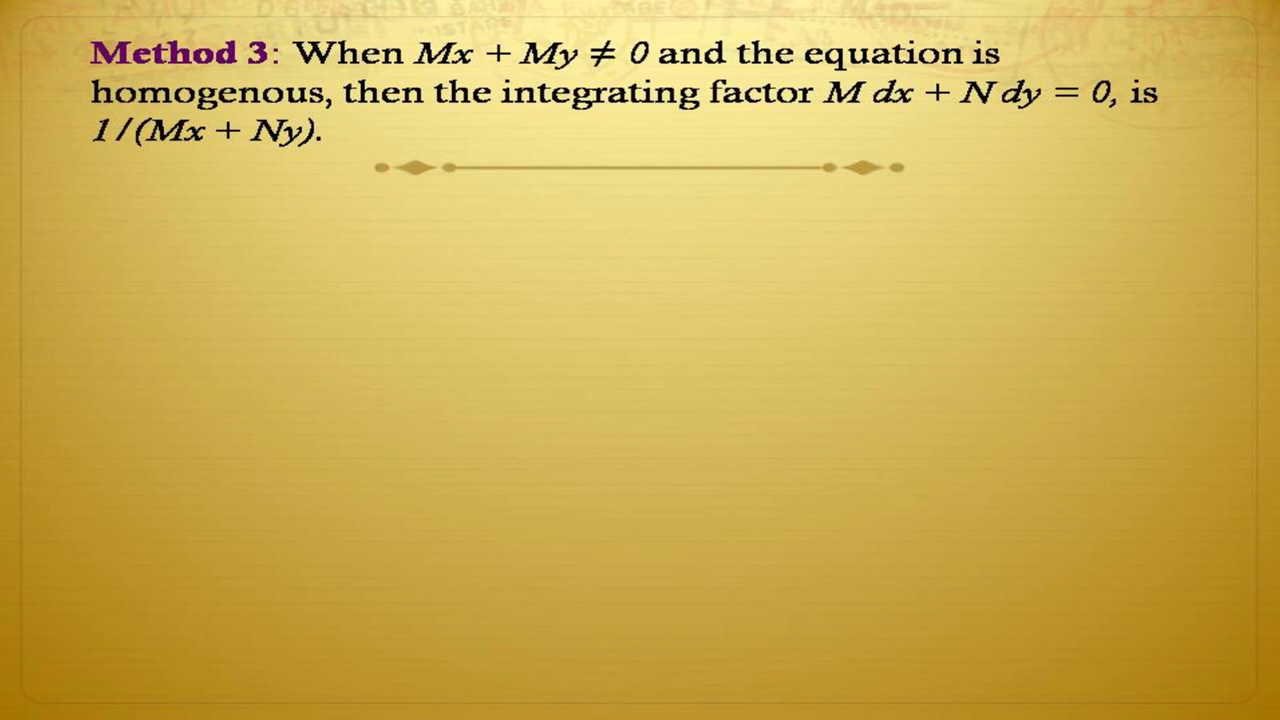 Method 3: When Mx + My ≠ 0 and the equation is
homogenous, then the integrating factor M dx + N dy = 0, is
1/(Mx + Ny).